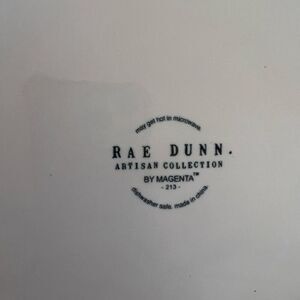 may get hot in microwave.
RAE DUNN.
ARTISAN COLLECTION
BY MAGENTA™
- 213 -
dishwasher safe. made in china.